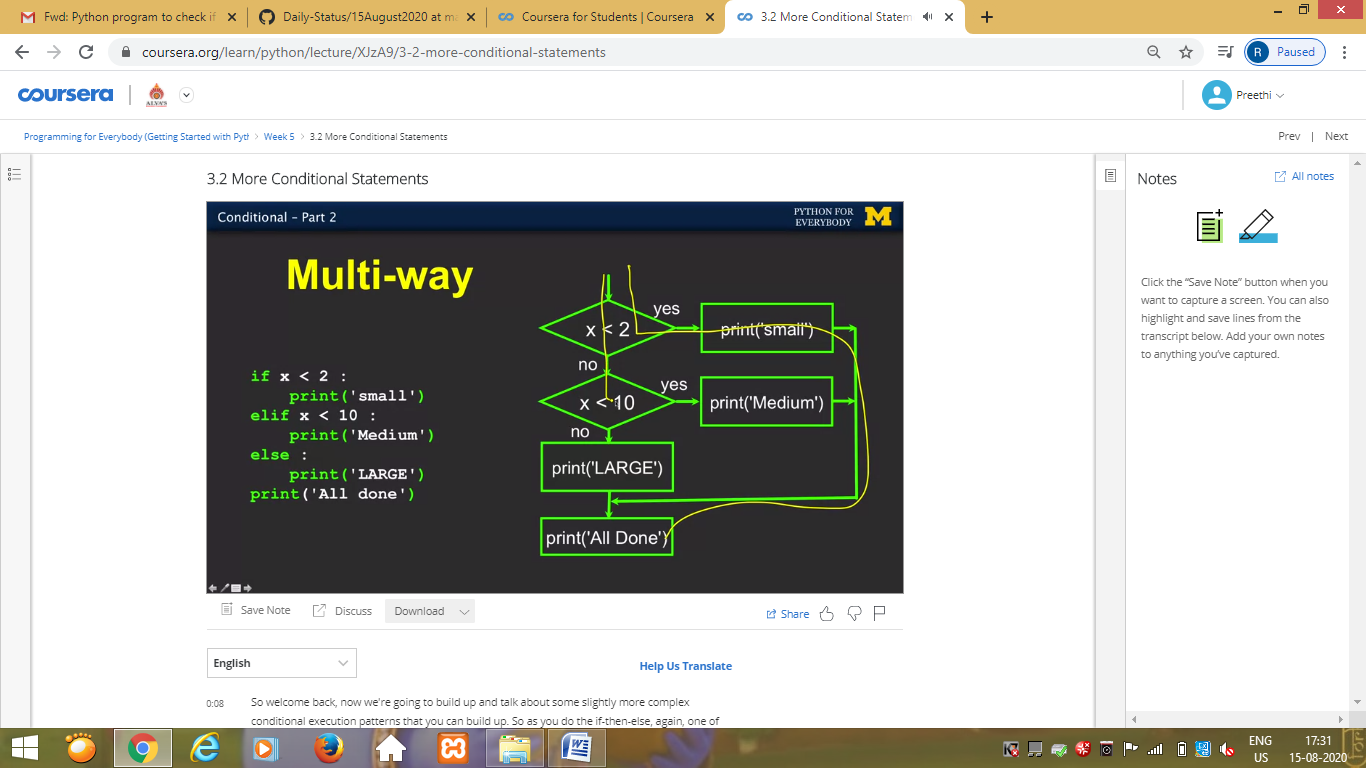 Fwd: Python program to check if
Daily-Status/15August2020 at ma
Coursera for Students | Coursera
3.2 More Conditional Statem
coursera.org/learn/python/lecture/XJzA9/3-2-more-conditional-statements
R Paused
coursera
ALVA'S
Preethi
Programming for Everybody (Getting Started with Pyth > Week 5 > 3.2 More Conditional Statements
Prev | Next
3.2 More Conditional Statements
Conditional – Part 2
PYTHON FOR
EVERYBODY
M
Multi-way
if x < 2 :
print('small')
elif x < 10 :
print('Medium')
else :
print('LARGE')
print('All done')
x < 2
yes
print('small')
no
x < 10
yes
print('Medium')
no
print('LARGE')
print('All Done')
Save Note
Discuss
Download
Share
English
Help Us Translate
0:08 So welcome back, now we're going to build up and talk about some slightly more complex
conditional execution patterns that you can build up. So as you do the if-then-else, again, one of
Notes
All notes
Click the “Save Note” button when you
want to capture a screen. You can also
highlight and save lines from the
transcript below. Add your own notes
to anything you've captured.
ENG
US
17:31
15-08-2020